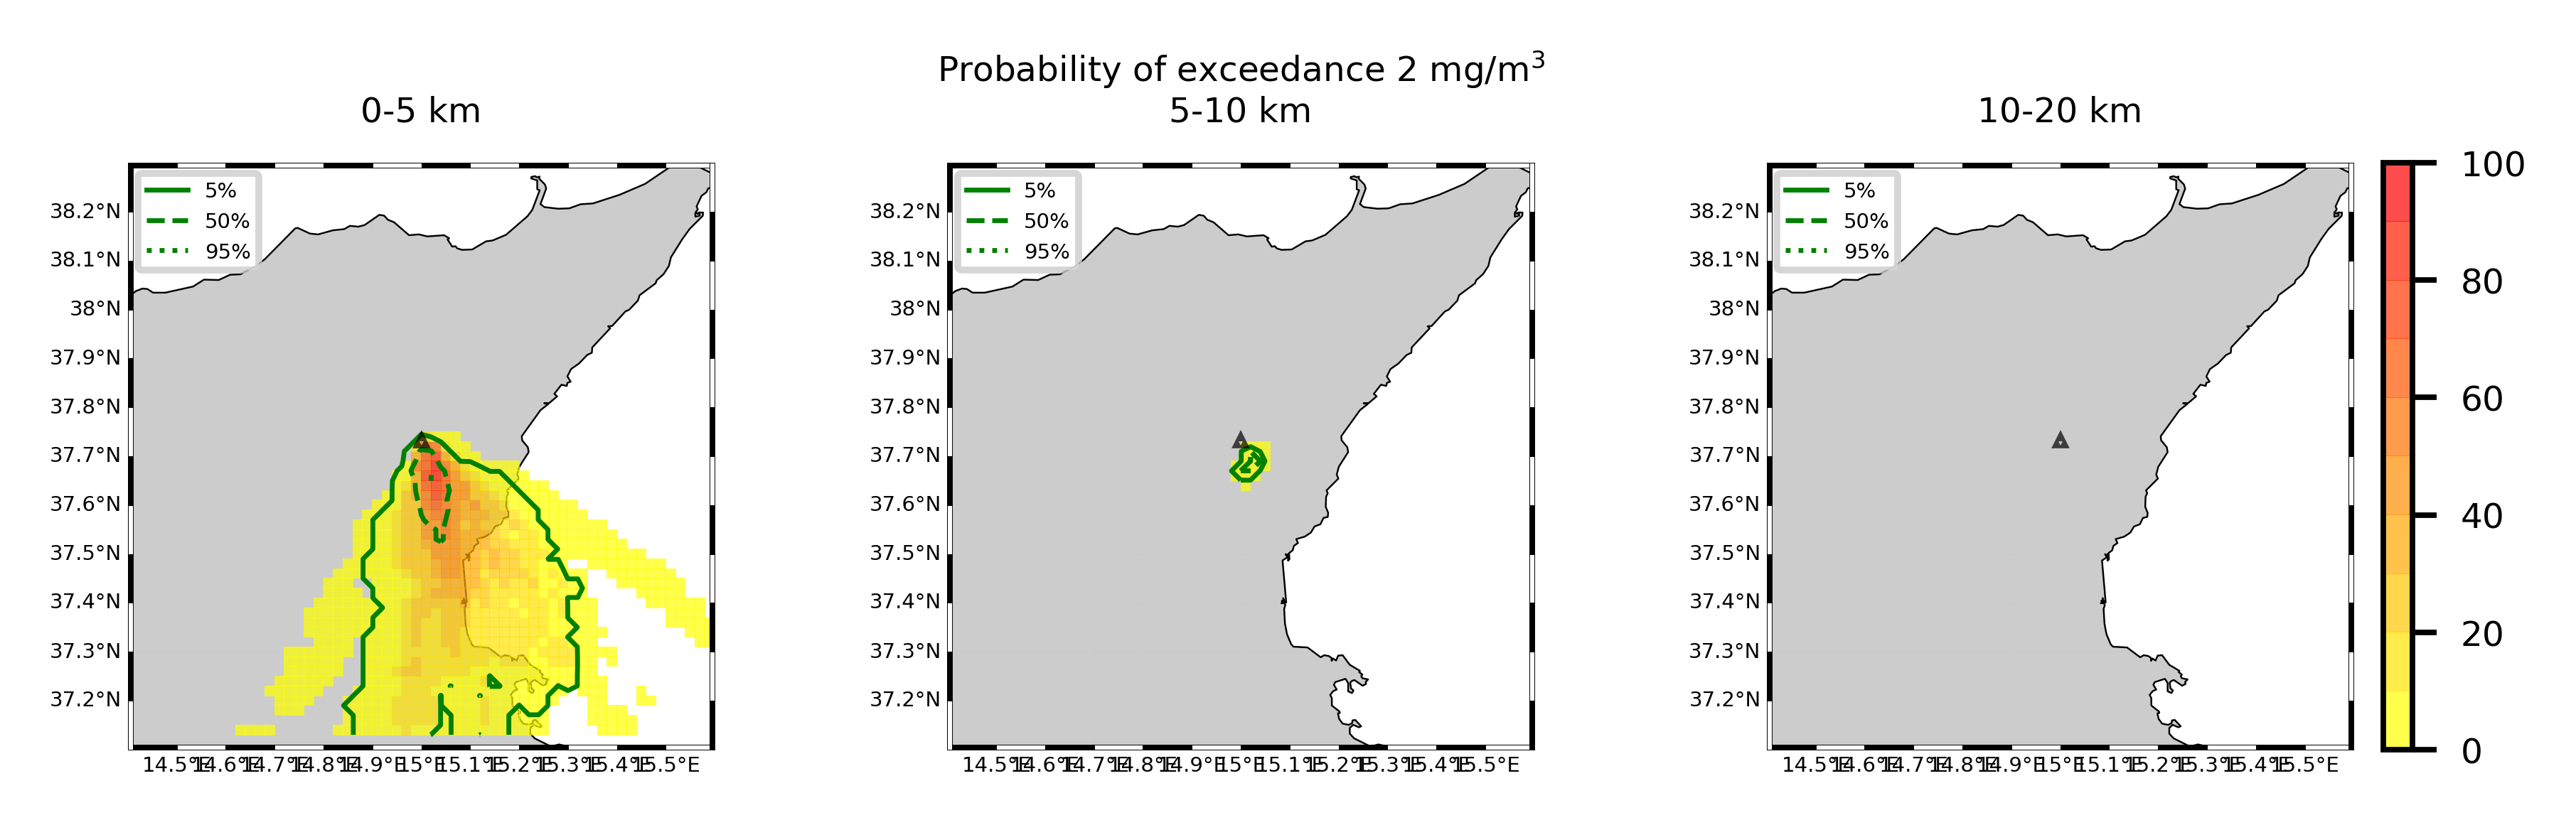 Probability of exceedance 2 mg/m³
0-5 km
5%
50%
95%
38.2°N
38.1°N
38°N
37.9°N
37.8°N
37.7°N
37.6°N
37.5°N
37.4°N
37.3°N
37.2°N
14.5°E 14.6°E 14.7°E 14.8°E 14.9°E 15°E 15.1°E 15.2°E 15.3°E 15.4°E 15.5°E
5-10 km
5%
50%
95%
38.2°N
38.1°N
38°N
37.9°N
37.8°N
37.7°N
37.6°N
37.5°N
37.4°N
37.3°N
37.2°N
14.5°E 14.6°E 14.7°E 14.8°E 14.9°E 15°E 15.1°E 15.2°E 15.3°E 15.4°E 15.5°E
10-20 km
5%
50%
95%
38.2°N
38.1°N
38°N
37.9°N
37.8°N
37.7°N
37.6°N
37.5°N
37.4°N
37.3°N
37.2°N
14.5°E 14.6°E 14.7°E 14.8°E 14.9°E 15°E 15.1°E 15.2°E 15.3°E 15.4°E 15.5°E
100
80
60
40
20
0